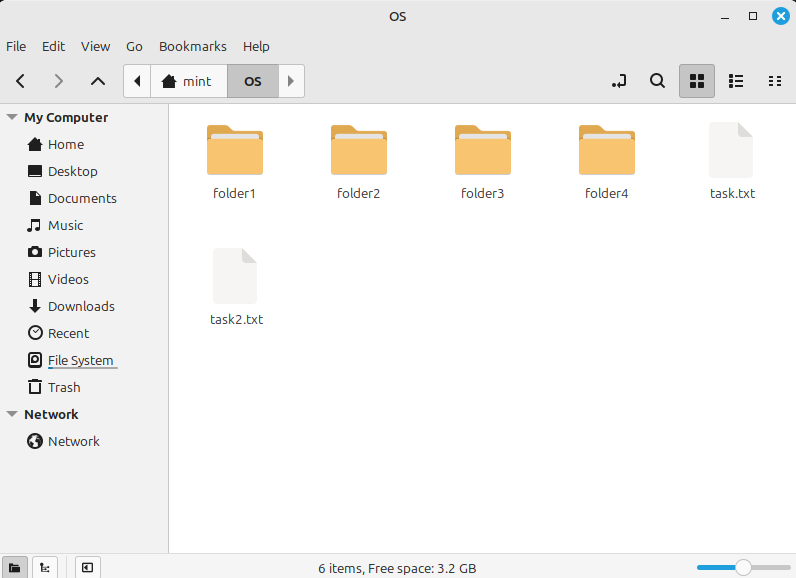 OS
File Edit View Go Bookmarks Help
mint OS
My Computer
Home
Desktop
Documents
Music
Pictures
Videos
Downloads
Recent
File System
Trash
Network
Network
folder1 folder2 folder3 folder4 task.txt
task2.txt
6 items, Free space: 3.2 GB